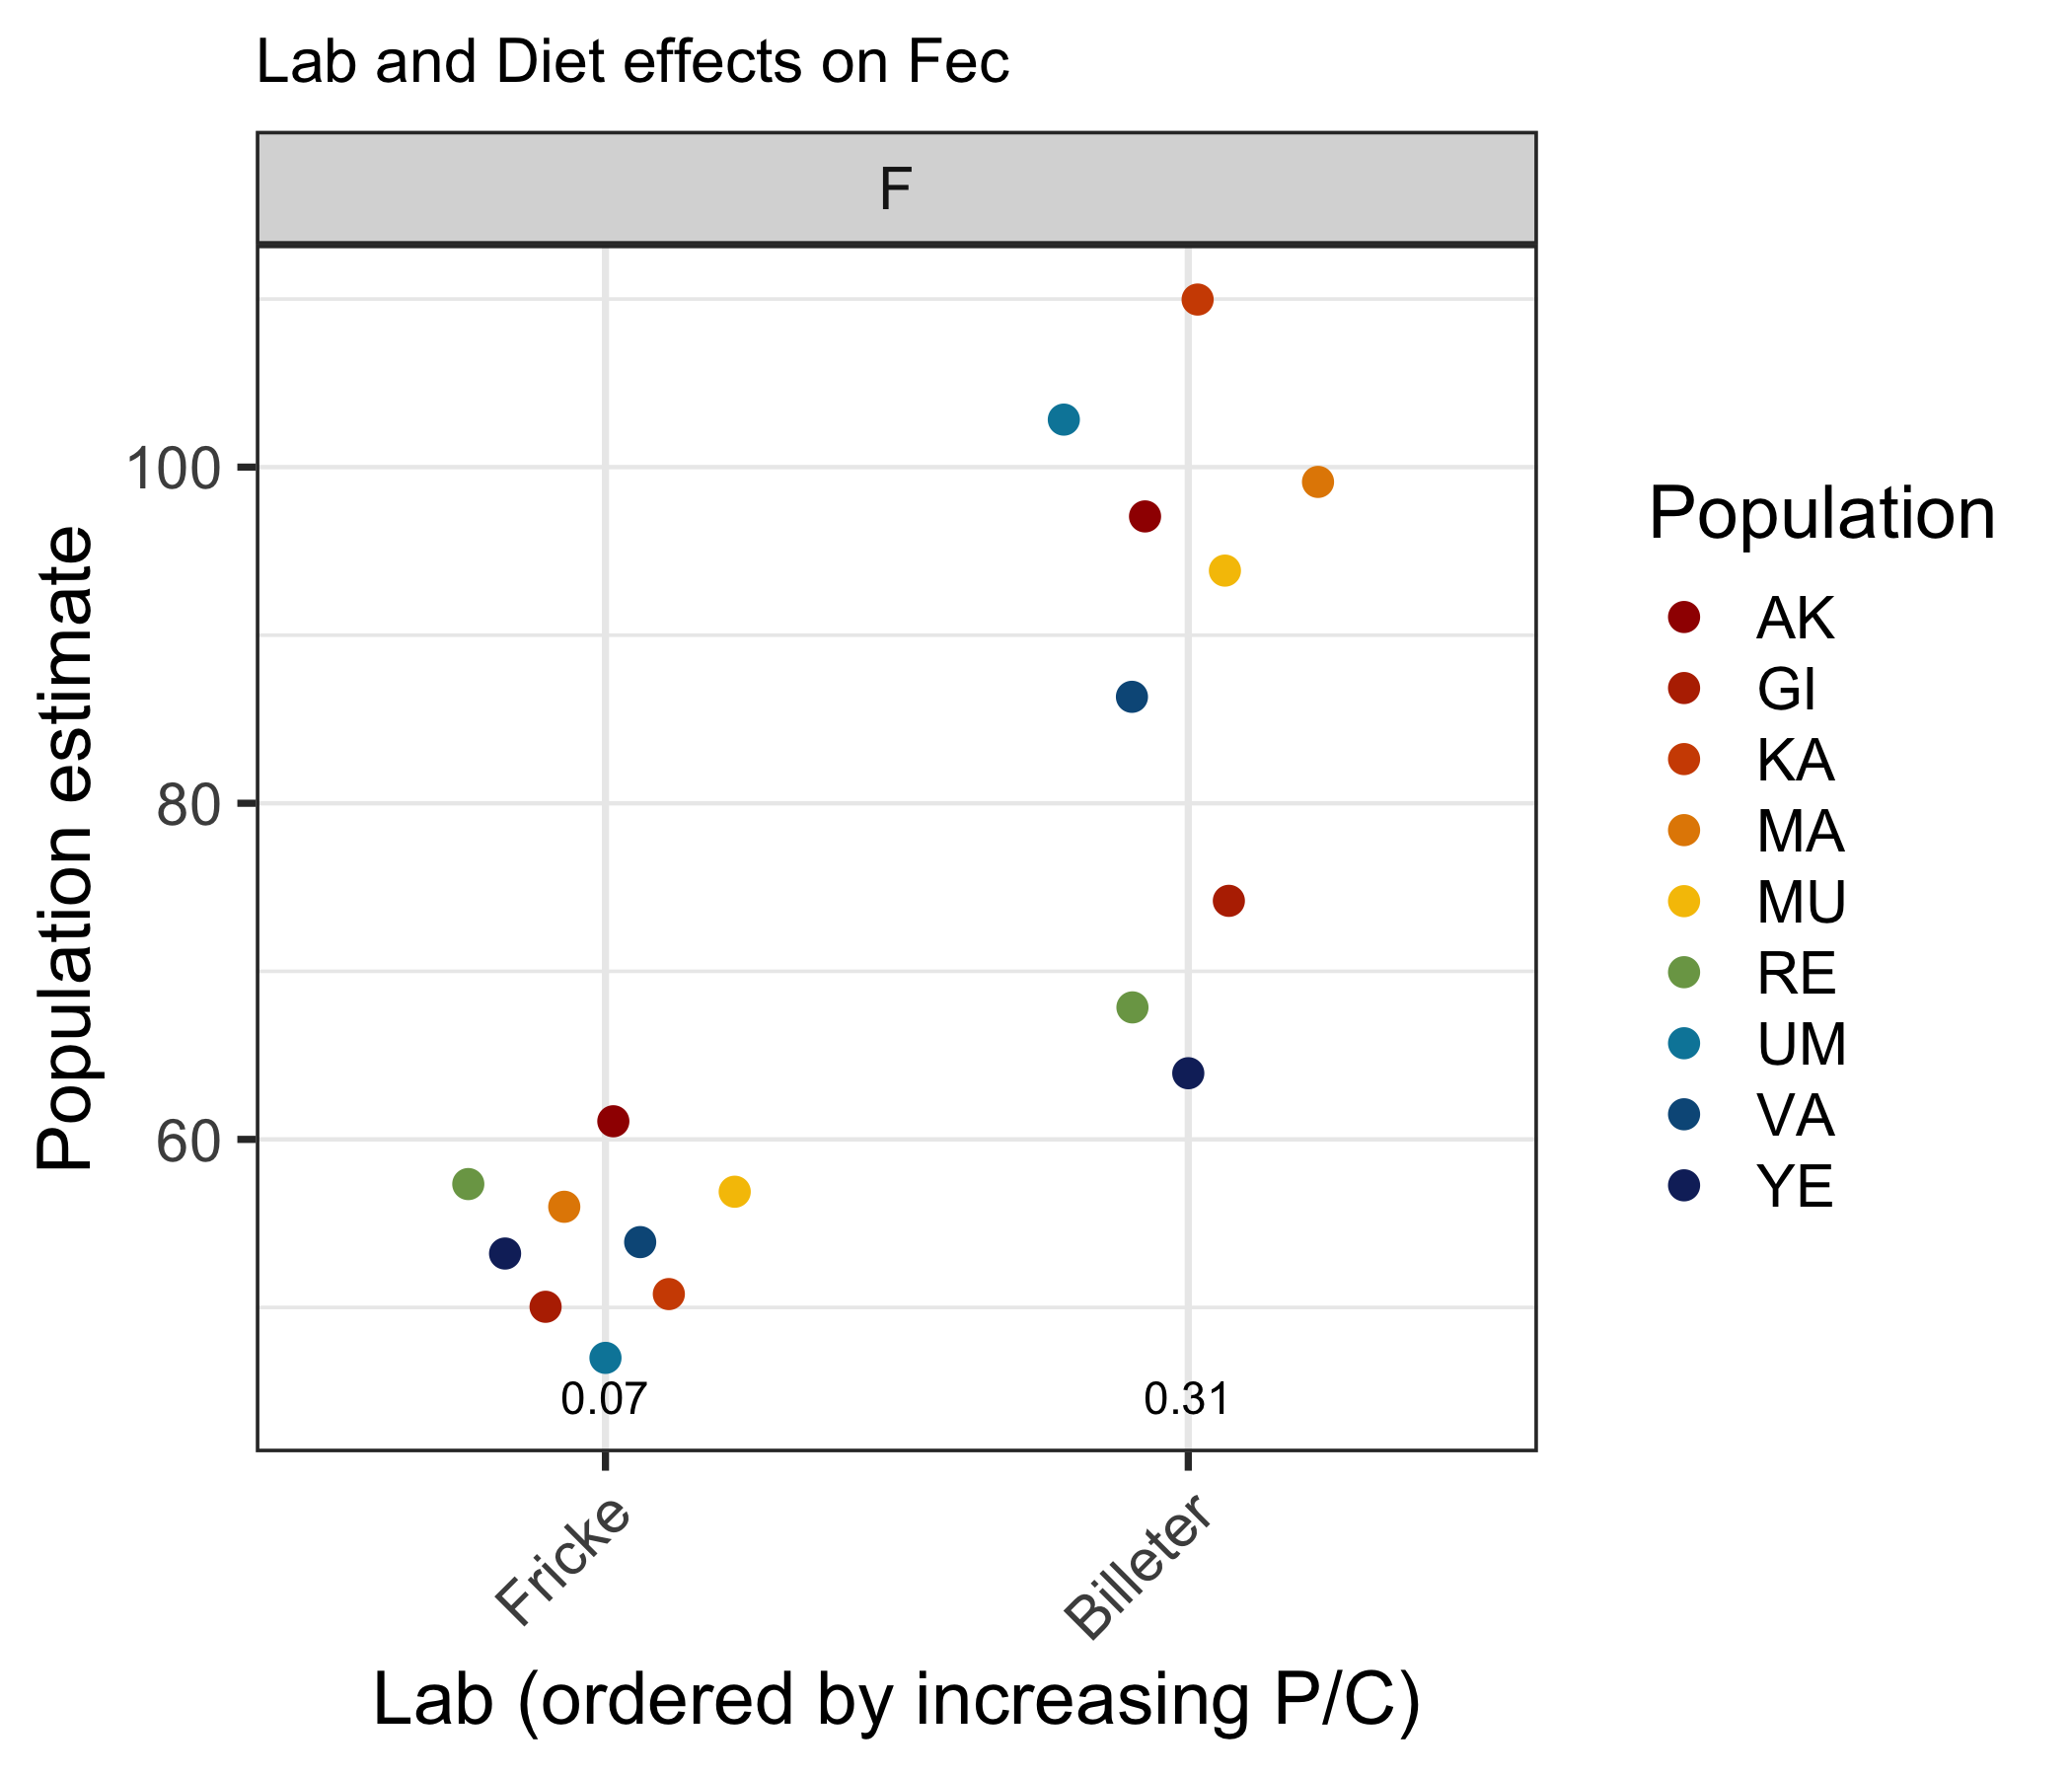 Lab and Diet effects on Fec
F
Population estimate
100
80
60
0.07
0.31
Fricke
Billeter
Lab (ordered by increasing P/C)
Population
AK
GI
KA
MA
MU
RE
UM
VA
YE